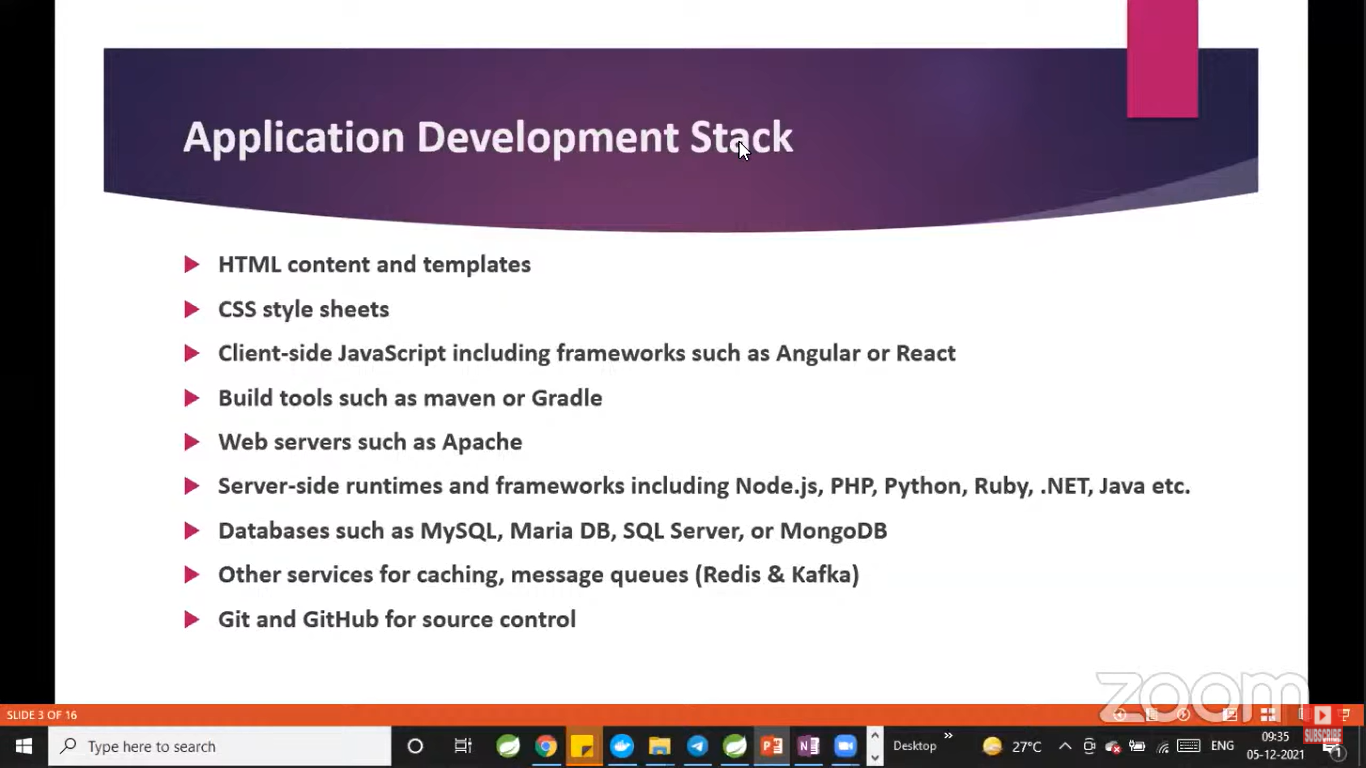 Application Development Stack
HTML content and templates
CSS style sheets
Client-side JavaScript including frameworks such as Angular or React
Build tools such as maven or Gradle
Web servers such as Apache
Server-side runtimes and frameworks including Node.js, PHP, Python, Ruby, .NET, Java etc.
Databases such as MySQL, Maria DB, SQL Server, or MongoDB
Other services for caching, message queues (Redis & Kafka)
Git and GitHub for source control
zoom
SLIDE 3 OF 16
SUBSCRIBE
Type here to search
Desktop
27°C
ENG
09:35
05-12-2021
1